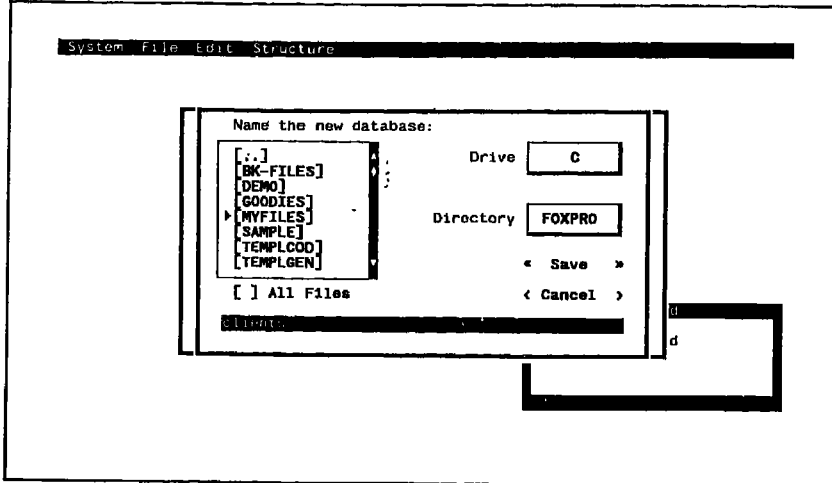 System File Edit Structure
Name the new database:
[..]
[BK-FILES]
[DEMO]
[GOODIES]
[MYFILES]
[SAMPLE]
[TEMPLCOD]
[TEMPLGEN]
Drive C
Directory FOXPRO
« Save »
< Cancel >
[ ] All Files
clients
d
d